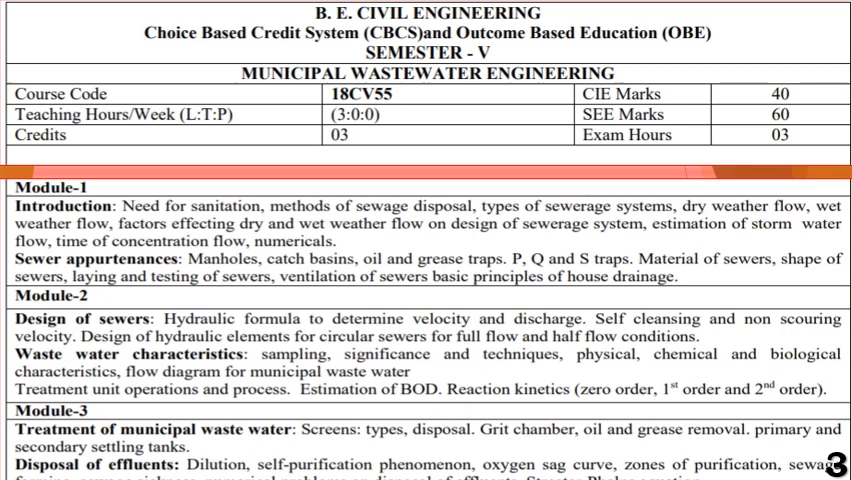 B. E. CIVIL ENGINEERING
Choice Based Credit System (CBCS)and Outcome Based Education (OBE)
SEMESTER - V
MUNICIPAL WASTEWATER ENGINEERING
Course Code 18CV55 CIE Marks 40
Teaching Hours/Week (L:T:P) (3:0:0) SEE Marks 60
Credits 03 Exam Hours 03
Module-1
Introduction: Need for sanitation, methods of sewage disposal, types of sewerage systems, dry weather flow, wet
weather flow, factors effecting dry and wet weather flow on design of sewerage system, estimation of storm water
flow, time of concentration flow, numericals.
Sewer appurtenances: Manholes, catch basins, oil and grease traps. P, Q and S traps. Material of sewers, shape of
sewers, laying and testing of sewers, ventilation of sewers basic principles of house drainage.
Module-2
Design of sewers: Hydraulic formula to determine velocity and discharge. Self cleansing and non scouring
velocity. Design of hydraulic elements for circular sewers for full flow and half flow conditions.
Waste water characteristics: sampling, significance and techniques, physical, chemical and biological
characteristics, flow diagram for municipal waste water
Treatment unit operations and process. Estimation of BOD. Reaction kinetics (zero order, 1st order and 2nd order).
Module-3
Treatment of municipal waste water: Screens: types, disposal. Grit chamber, oil and grease removal. primary and
secondary settling tanks.
Disposal of effluents: Dilution, self-purification phenomenon, oxygen sag curve, zones of purification, sewage
3